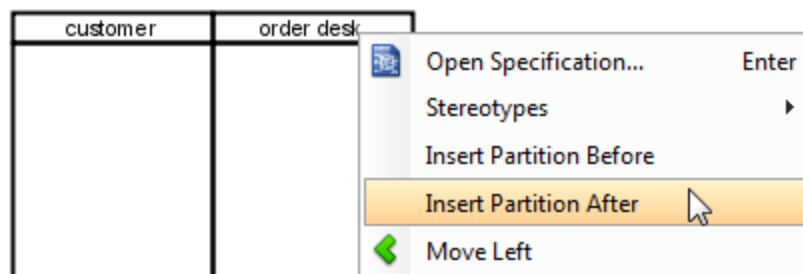 customer order desk
Open Specification... Enter
Stereotypes
Insert Partition Before
Insert Partition After
Move Left